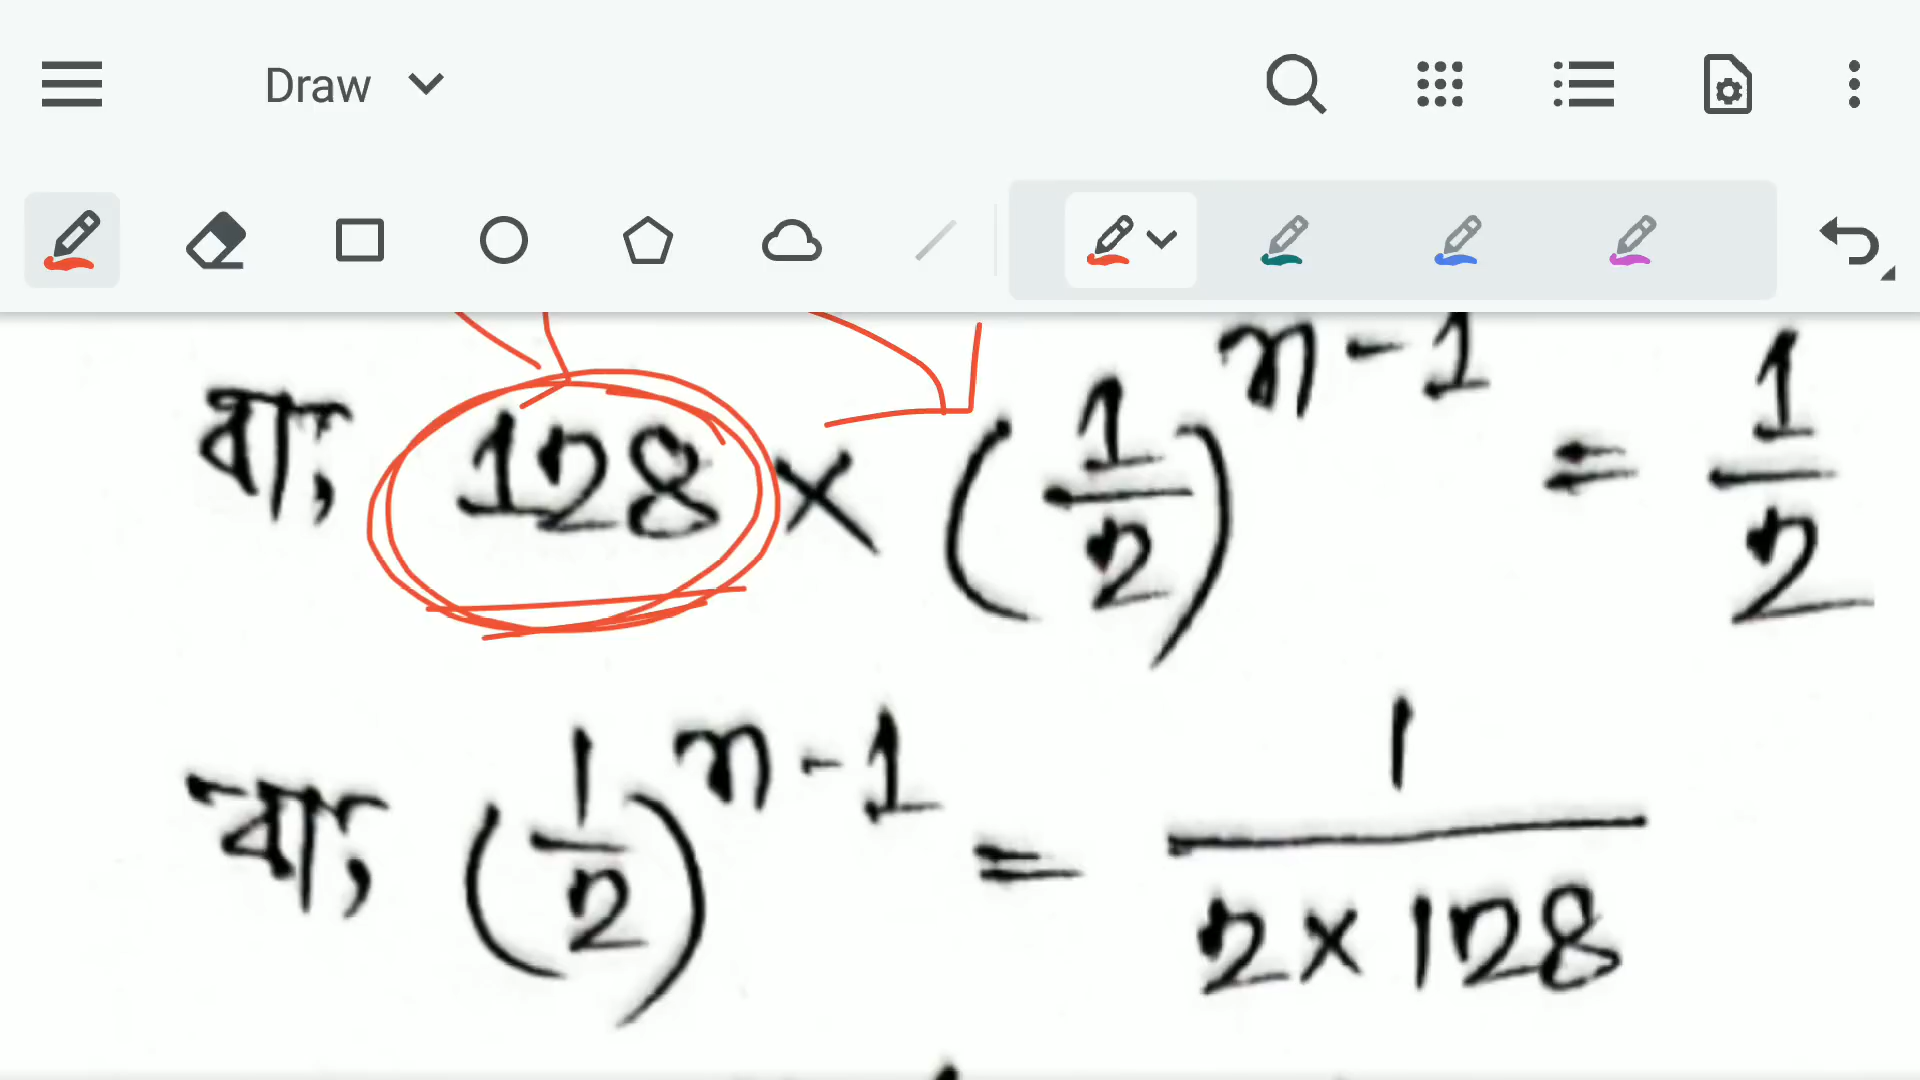 Draw
বা, 128 × (1/2)^n-1 = 1/2
বা, (1/2)^n-1 = 1/(2×128)